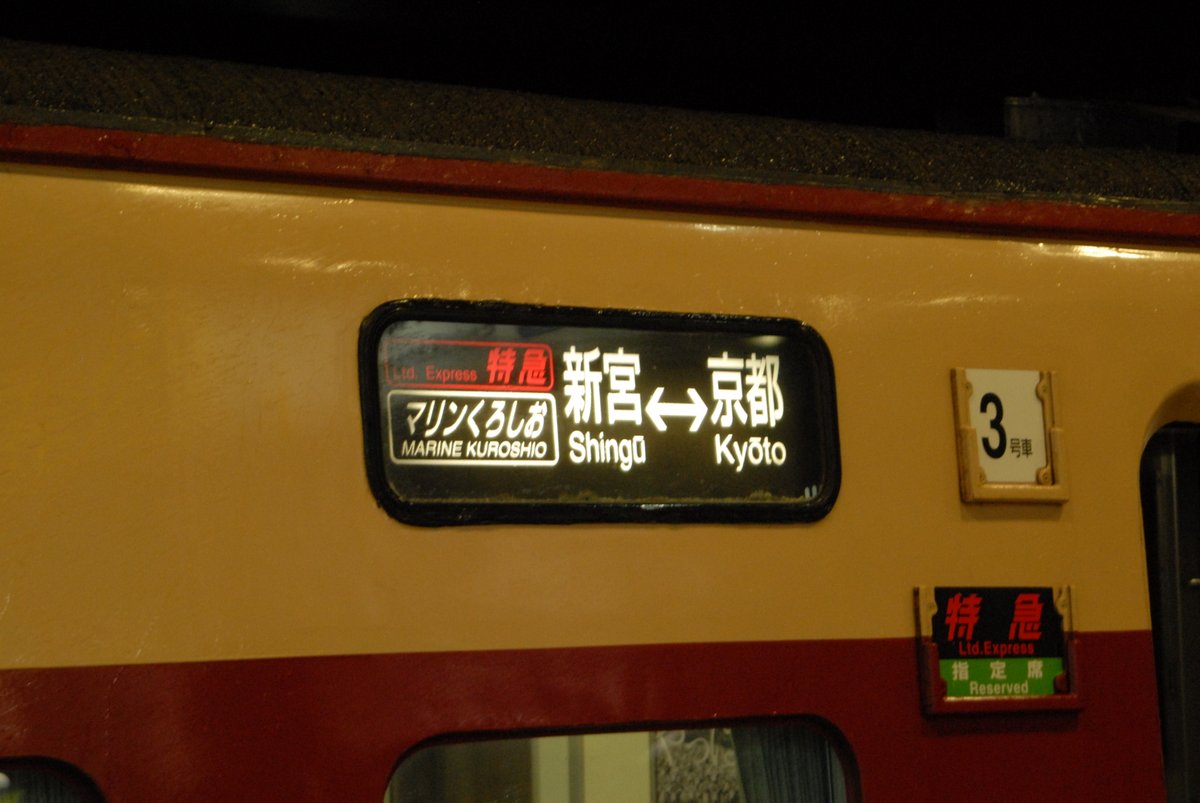 Ltd. Express 特急
マリンくろしお
MARINE KUROSHIO
新宮↔京都
Shingū Kyōto
3号車
特急
Ltd.Express
指定席
Reserved